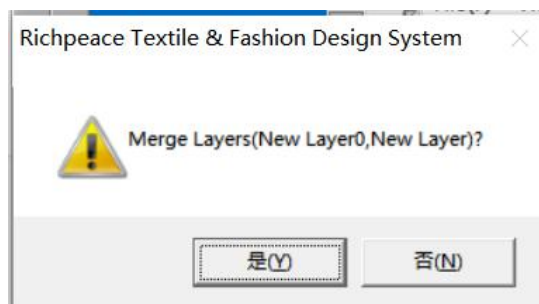 Richpeace Textile & Fashion Design System
Merge Layers(New Layer0,New Layer)?
是(Y)
否(N)